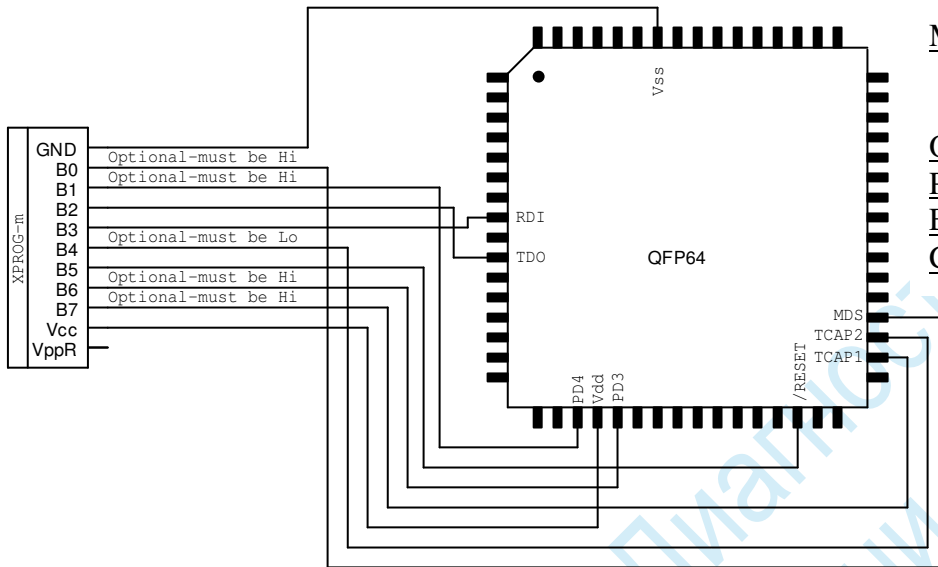 GND
Optional-must be Hi
B0
Optional-must be Hi
B1
B2
B3
Optional-must be Lo
B4
B5
Optional-must be Hi
B6
Optional-must be Hi
B7
Vcc
VppR
XPROG-m
Vss
RDI
TDO
QFP64
MDS
TCAP2
TCAP1
/RESET
PD4
Vdd
PD3